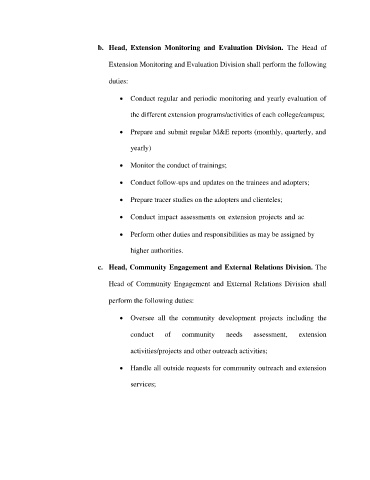 b. Head, Extension Monitoring and Evaluation Division. The Head of
Extension Monitoring and Evaluation Division shall perform the following
duties:
• Conduct regular and periodic monitoring and yearly evaluation of
the different extension programs/activities of each college/campus;
• Prepare and submit regular M&E reports (monthly, quarterly, and
yearly)
• Monitor the conduct of trainings;
• Conduct follow-ups and updates on the trainees and adopters;
• Prepare tracer studies on the adopters and clienteles;
• Conduct impact assessments on extension projects and ac
• Perform other duties and responsibilities as may be assigned by
higher authorities.
c. Head, Community Engagement and External Relations Division. The
Head of Community Engagement and External Relations Division shall
perform the following duties:
• Oversee all the community development projects including the
conduct of community needs assessment, extension
activities/projects and other outreach activities;
• Handle all outside requests for community outreach and extension
services;